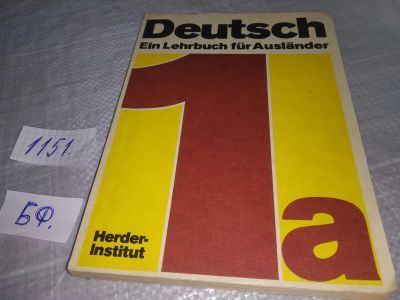 Deutsch
Ein Lehrbuch für Ausländer
1
a
Herder-
Institut
1151.
БФ.